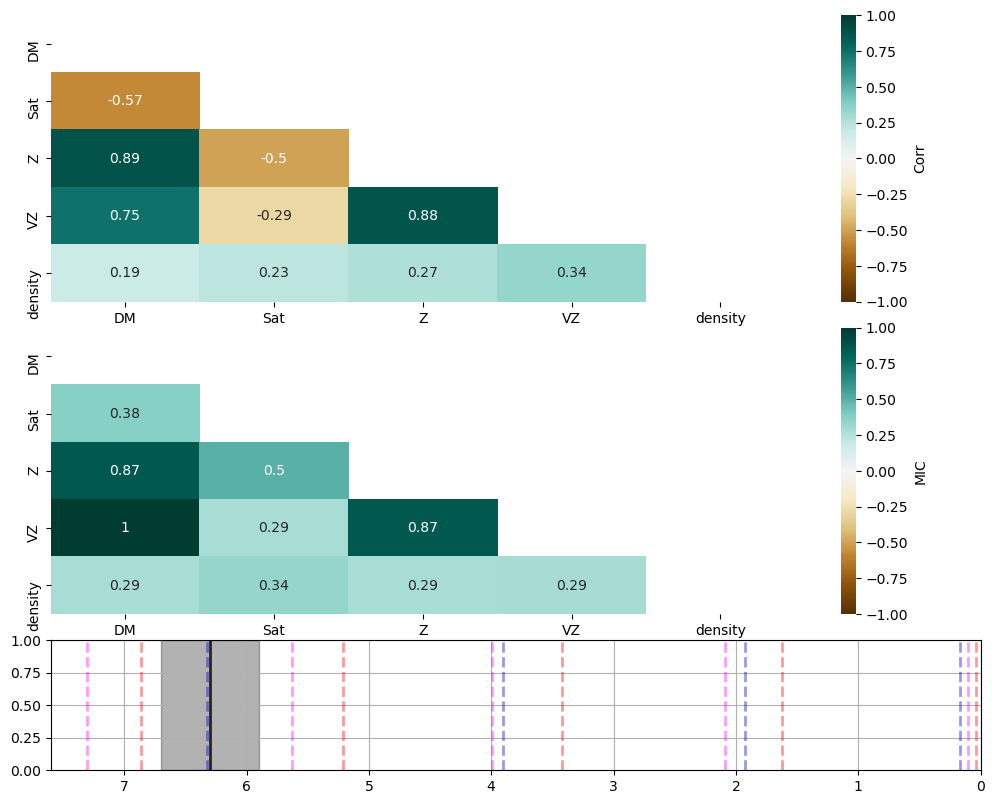 DM
Sat
Z
VZ
density
-0.57
0.89 -0.5
0.75 -0.29 0.88
0.19 0.23 0.27 0.34
DM Sat Z VZ density
1.00
0.75
0.50
0.25
0.00
−0.25
−0.50
−0.75
−1.00
Corr
DM
Sat
Z
VZ
density
0.38
0.87 0.5
1 0.29 0.87
0.29 0.34 0.29 0.29
DM Sat Z VZ density
1.00
0.75
0.50
0.25
0.00
−0.25
−0.50
−0.75
−1.00
MIC
1.00
0.75
0.50
0.25
0.00
7 6 5 4 3 2 1 0